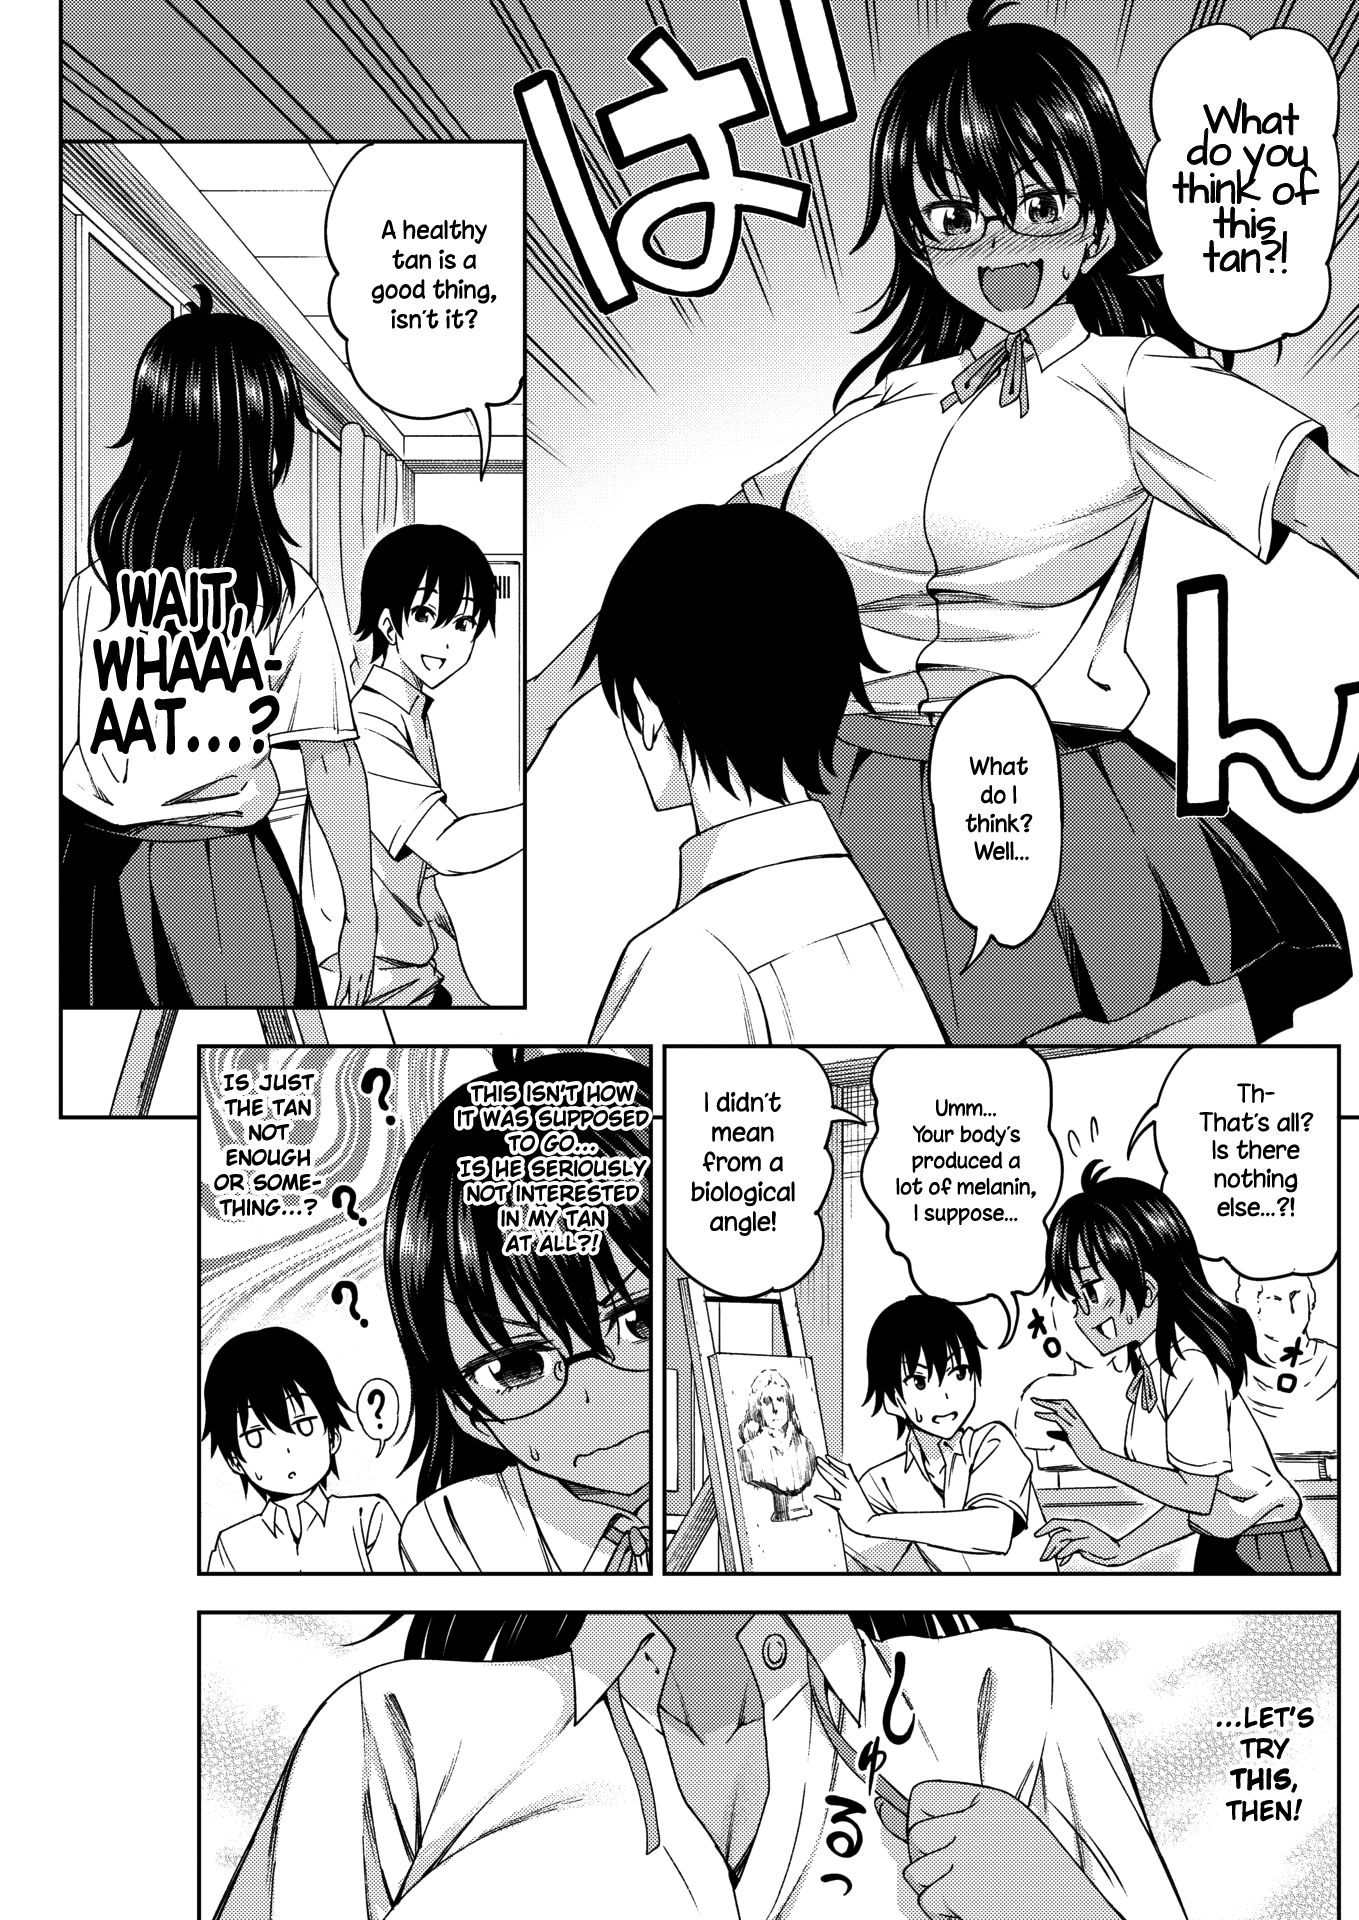 What
do you
think of
this
tan?!
ばーん
What
do I
think?
Well...
A healthy
tan is a
good thing,
isn't it?
WAIT,
WHAAA-
AAT...?
Th-
That's all?
Is there
nothing
else...?!
Umm...
Your body's
produced a
lot of melanin,
I suppose...
I didn't
mean
from a
biological
angle!
THIS ISN'T HOW
IT WAS SUPPOSED
TO GO...
IS HE SERIOUSLY
NOT INTERESTED
IN MY TAN
AT ALL?!
IS JUST
THE TAN
NOT
ENOUGH
OR SOME-
THING...?
?
?
?
?
...LET'S
TRY
THIS,
THEN!
しゅるっ